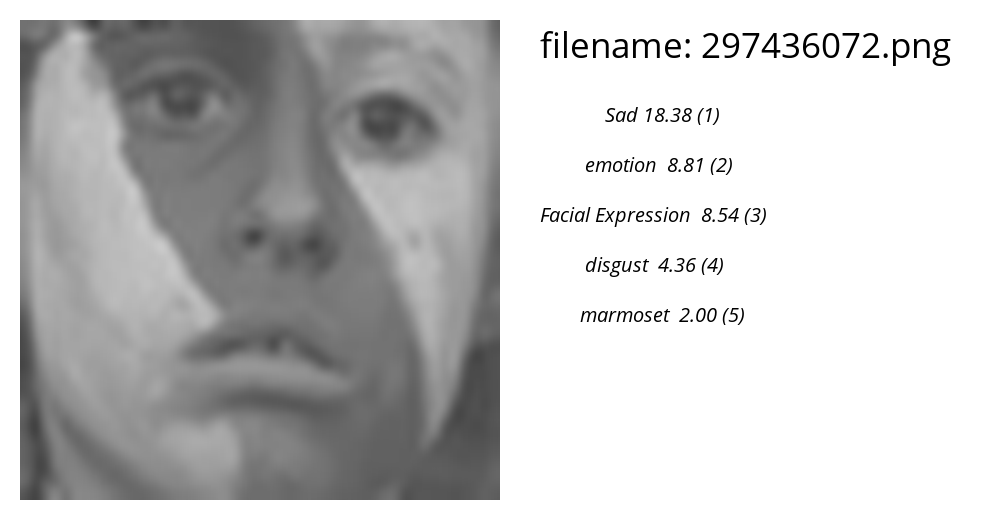 filename: 297436072.png
Sad 18.38 (1)
emotion 8.81 (2)
Facial Expression 8.54 (3)
disgust 4.36 (4)
marmoset 2.00 (5)